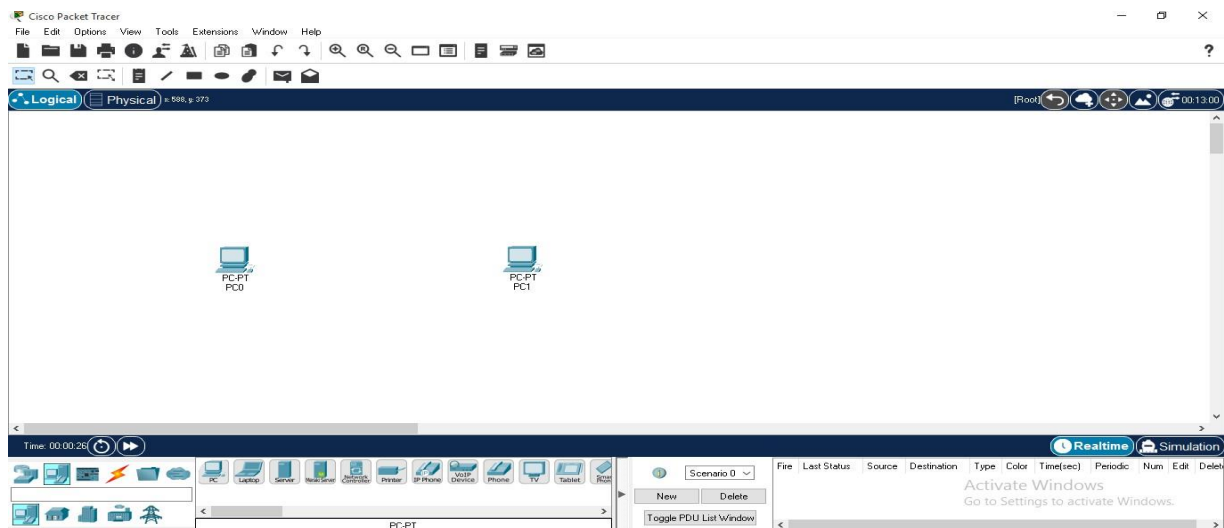 Cisco Packet Tracer
File Edit Options View Tools Extensions Window Help
?
Logical Physical x: 588, y: 373 [Root] 00:13:00
PC-PT
PC0
PC-PT
PC1
Time: 00:00:26 Realtime Simulation
PC Laptop Server Printer IP Phone VoIP Device Phone TV Tablet
Scenario 0
New Delete
Toggle PDU List Window
Fire Last Status Source Destination Type Color Time(sec) Periodic Num Edit Delet
Activate Windows
Go to Settings to activate Windows.
PC-PT